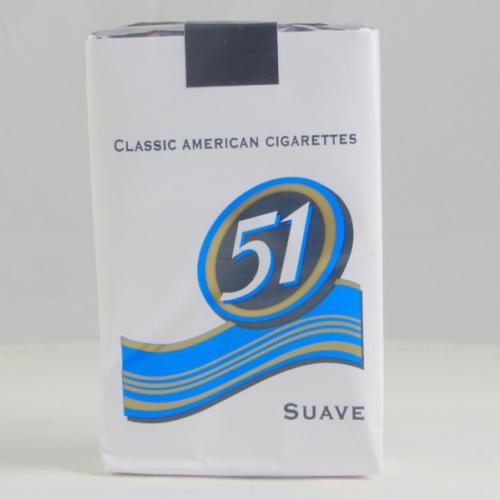 CLASSIC AMERICAN CIGARETTES
51
SUAVE